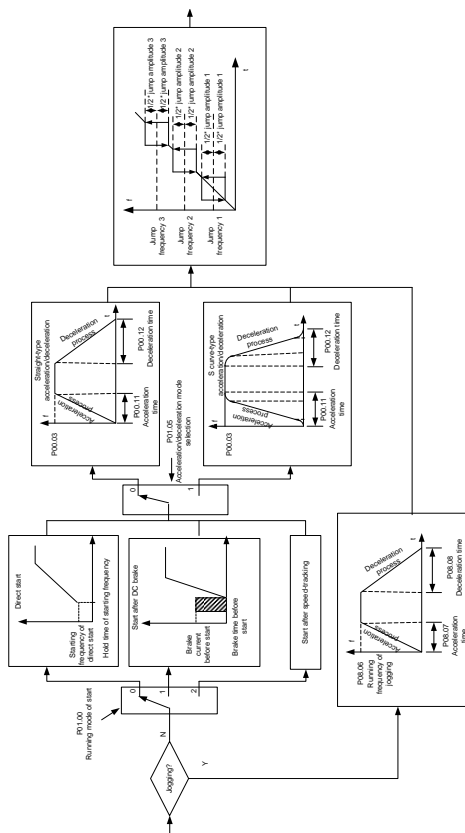 Jogging?
N
Y
P01.00
Running mode of start
0
1
2
Direct start
Starting
frequency of
direct start
Hold time of starting frequency
Start after DC brake
Brake
current
before start
Brake time before
start
Start after speed-tracking
P01.05
Acceleration/deceleration mode
selection
0
1
Straight-type
acceleration/deceleration
f
P00.03
Acceleration
process
Deceleration
process
t
P00.11
Acceleration
time
P00.12
Deceleration time
S curve-type
acceleration/deceleration
f
P00.03
Acceleration
process
Deceleration
process
t
P00.11
Acceleration
time
P00.12
Deceleration time
P08.06
Running of
frequency of
jogging
f
Acceleration
process
Deceleration
process
t
P08.07
Acceleration
time
P08.08
Deceleration time
f
Jump
frequency 3
Jump
frequency 2
Jump
frequency 1
1/2* jump amplitude 3
1/2* jump amplitude 3
1/2* jump amplitude 2
1/2* jump amplitude 2
1/2* jump amplitude 1
1/2* jump amplitude 1
t